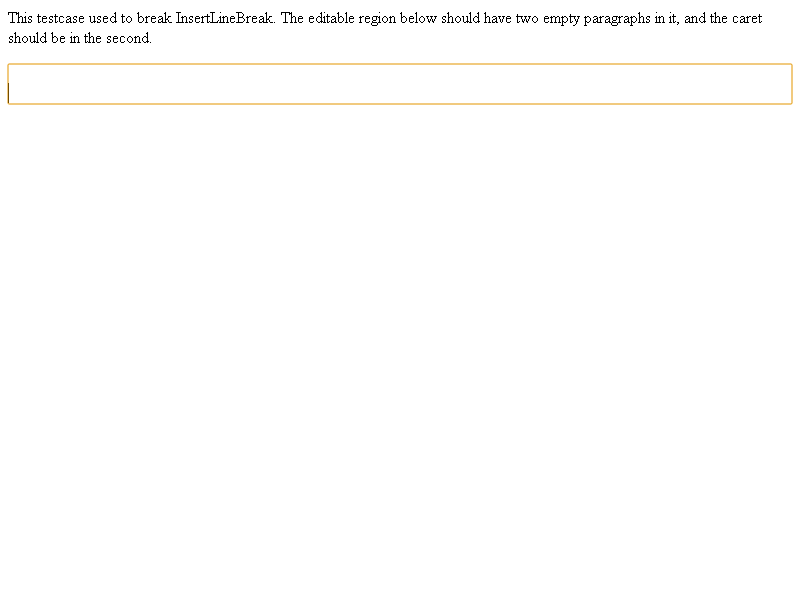 This testcase used to break InsertLineBreak. The editable region below should have two empty paragraphs in it, and the caret
should be in the second.